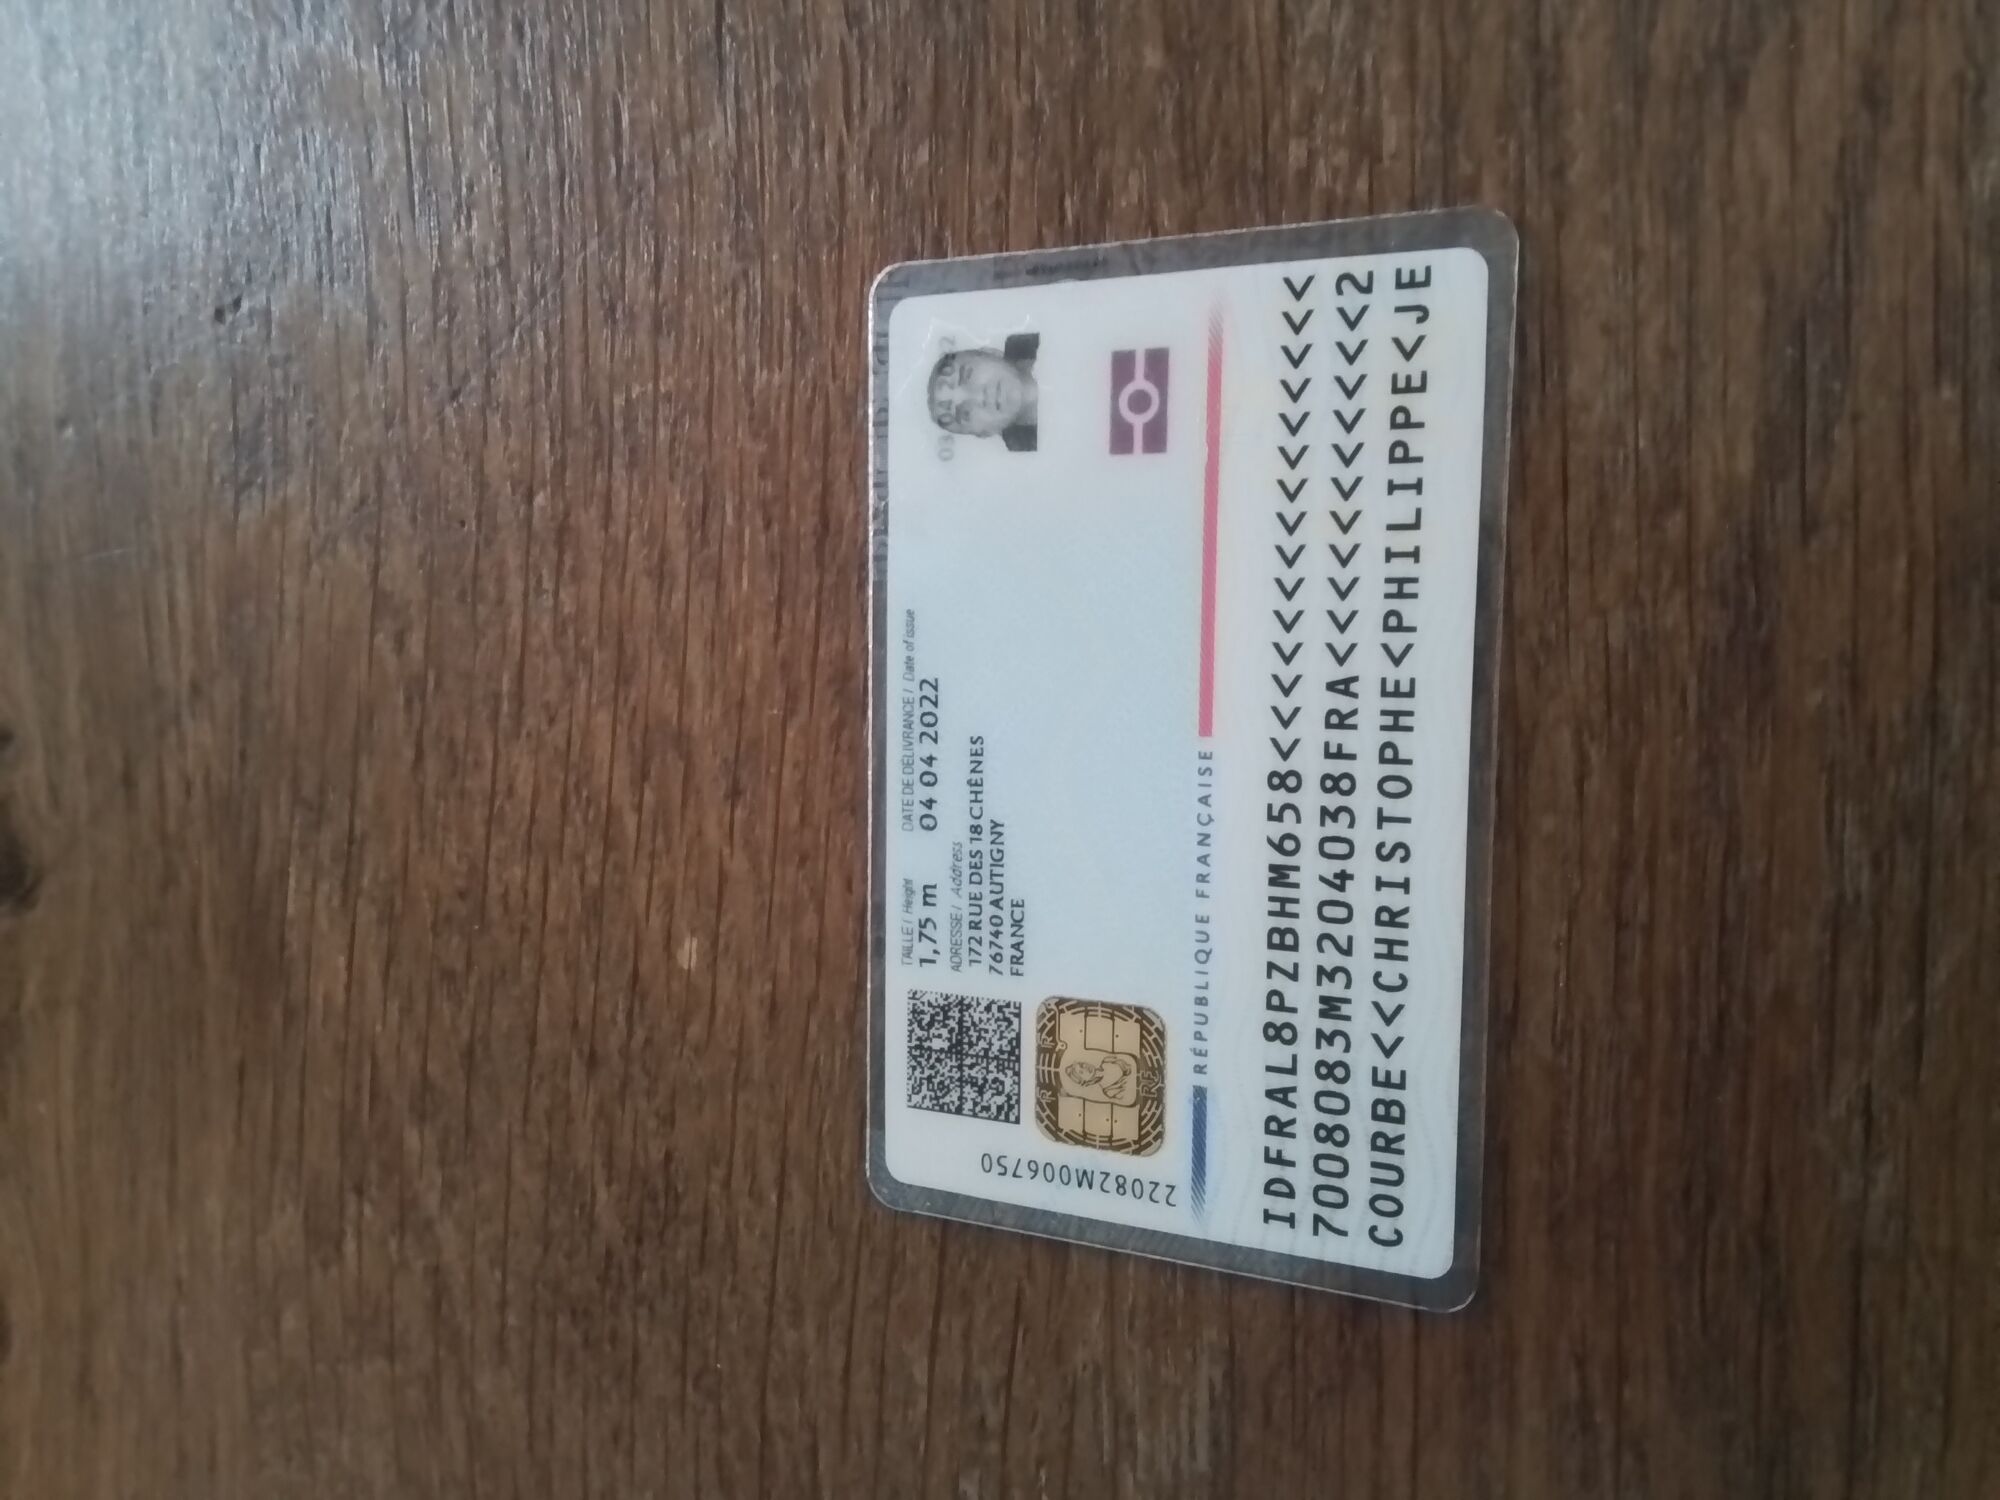 TAILLE / Height DATE DE DÉLIVRANCE / Date of issue
1,75 m 04 04 2022
ADRESSE / Address
172 RUE DES 18 CHÊNES
76740 AUTIGNY
FRANCE
22082M006750
RÉPUBLIQUE FRANÇAISE
IDFRAL8PZBHM658<<<<<<<<<<<<<<<
7008083M3204038FRA<<<<<<<<<<<2
COURBE<<CHRISTOPHE<PHILIPPE<JE